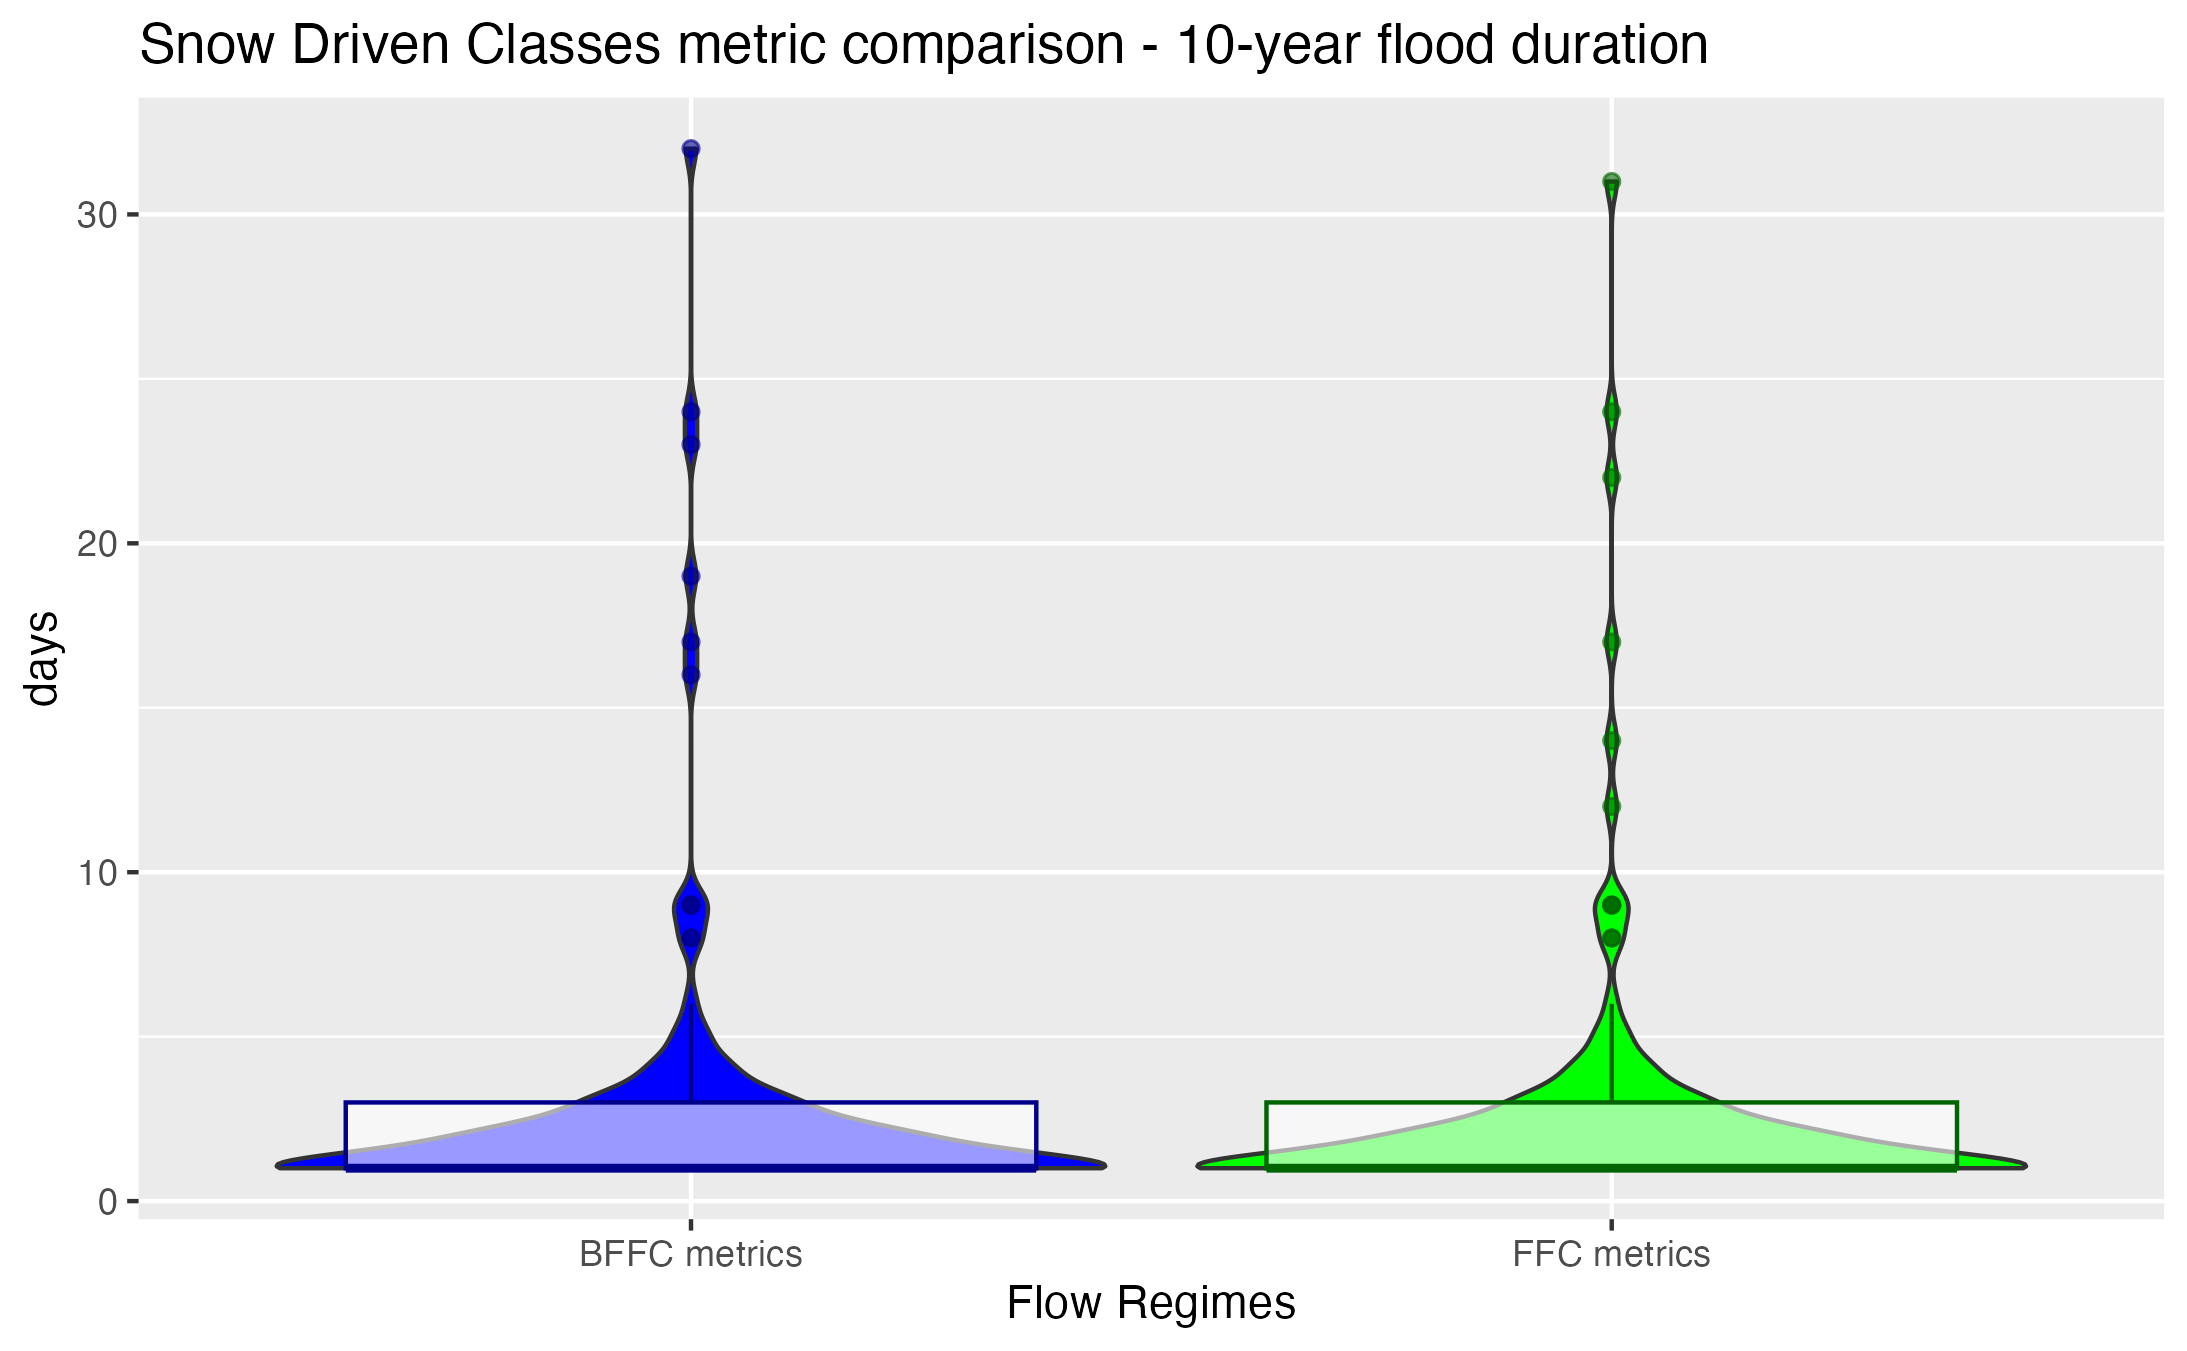 Snow Driven Classes metric comparison - 10-year flood duration
30
20
10
0
days
BFFC metrics
FFC metrics
Flow Regimes